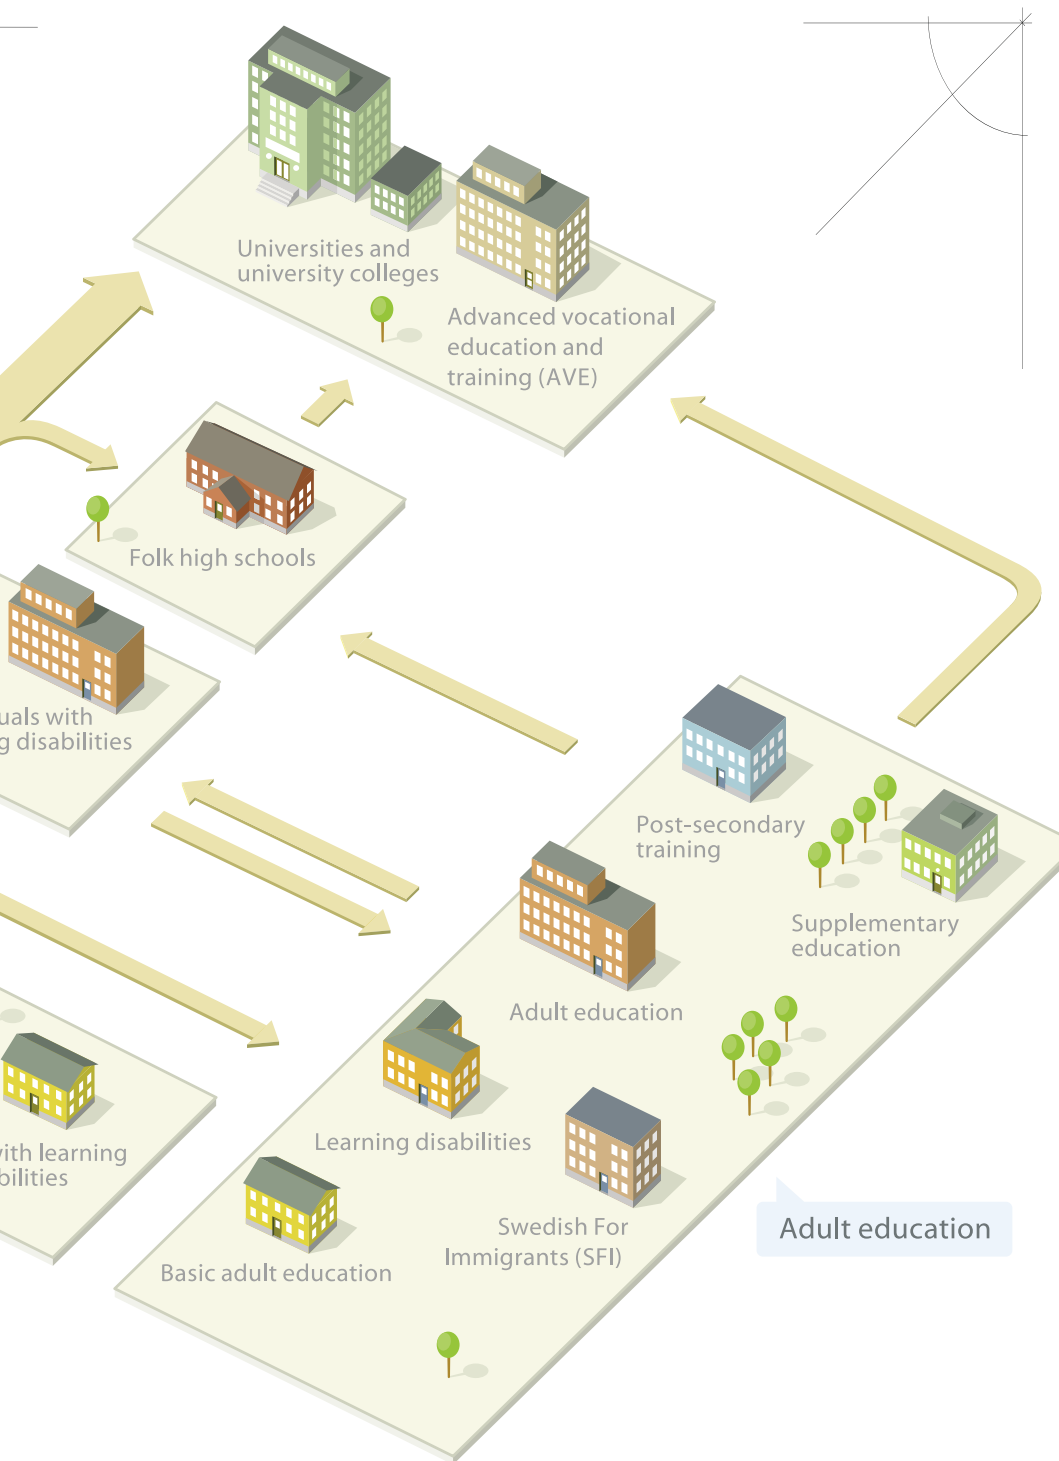 Universities and
university colleges
Advanced vocational
education and
training (AVE)
Folk high schools
uals with
g disabilities
Post-secondary
training
Supplementary
education
Adult education
Learning disabilities
with learning
bilities
Swedish For
Immigrants (SFI)
Adult education
Basic adult education